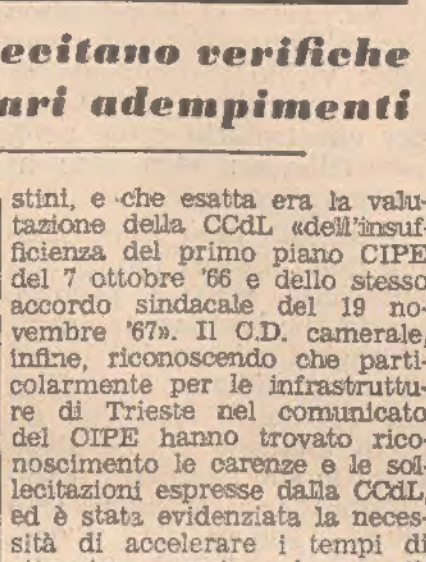 ecitano verifiche
ari adempimenti
stini, e che esatta era la valu-
tazione della CCdL «dell'insuf-
ficienza del primo piano CIPE
del 7 ottobre '66 e dello stesso
accordo sindacale del 19 no-
vembre '67». Il C.D. camerale,
infine, riconoscendo che parti-
colarmente per le infrastruttu-
re di Trieste nel comunicato
del CIPE hanno trovato rico-
noscimento le carenze e le sol-
lecitazioni espresse dalla CCdL,
ed è stata evidenziata la neces-
sità di accelerare i tempi di